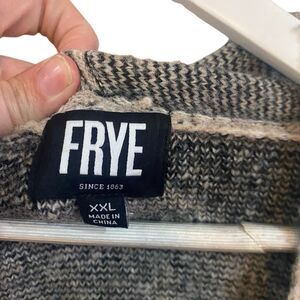 FRYE
SINCE 1863
XXL
MADE IN
CHINA